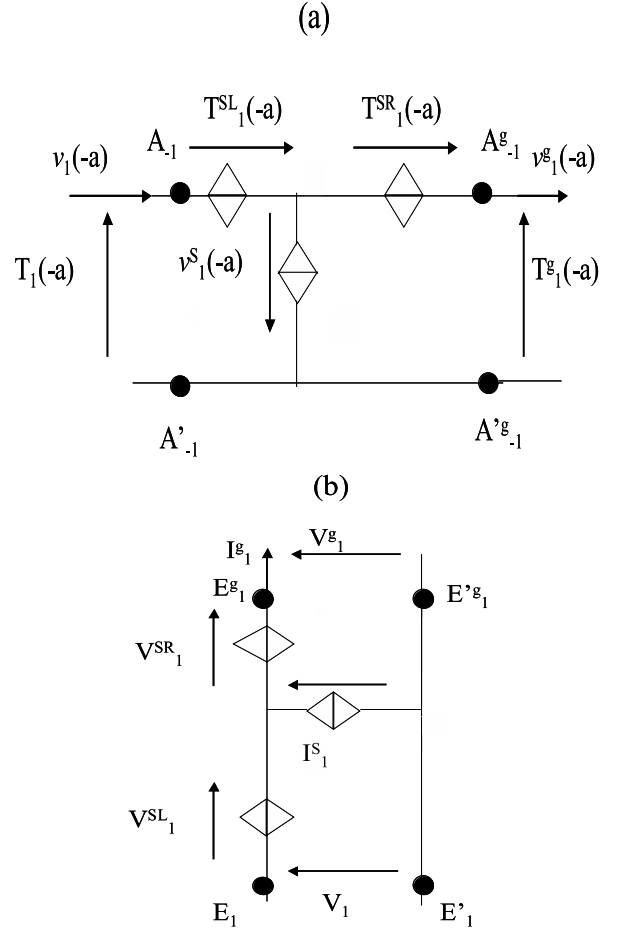 (a)
T^SL_1(-a) T^SR_1(-a)
A_-1 A^g_-1
v_1(-a) v^g_1(-a)
v^S_1(-a)
T_1(-a) T^g_1(-a)
A'_-1 A'^g_-1
(b)
I^g_1 V^g_1
E^g_1 E'^g_1
V^SR_1
I^S_1
V^SL_1
E_1 V_1 E'_1